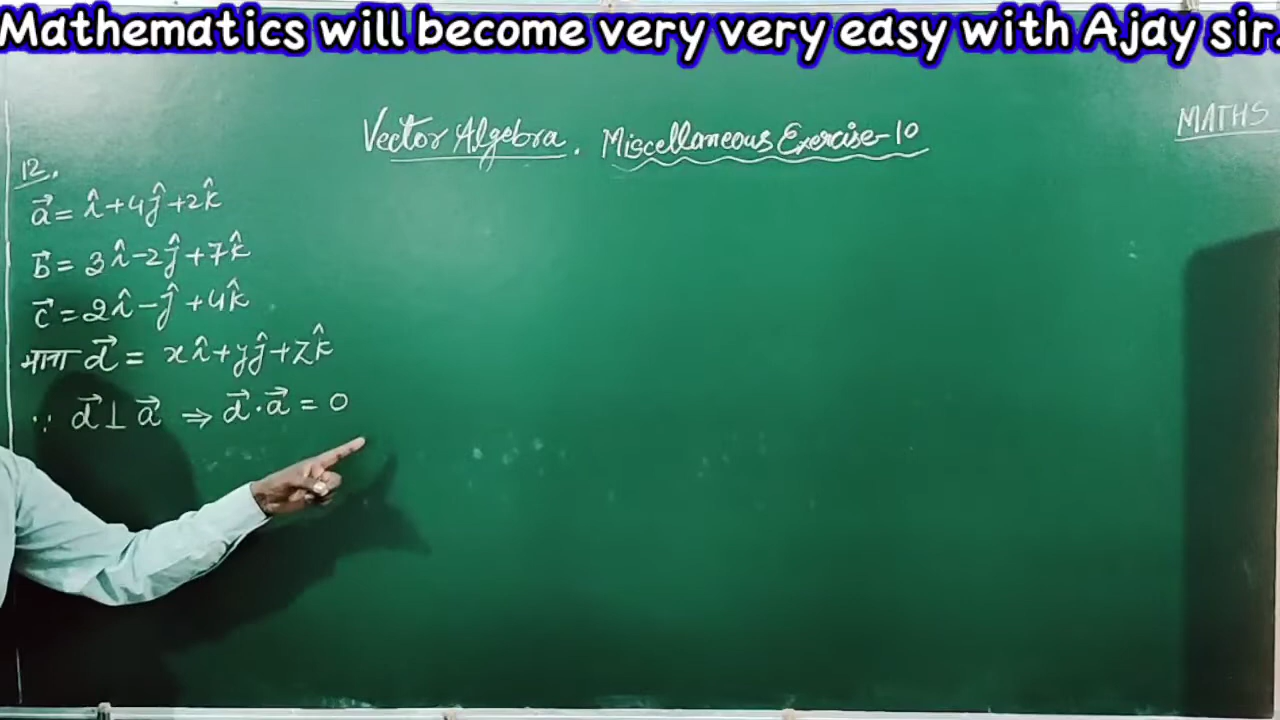 Mathematics will become very very easy with Ajay sir.
MATHS
Vector Algebra. Miscellaneous Exercise-10
12.
a⃗ = î+4ĵ+2k̂
b⃗ = 3î-2ĵ+7k̂
c⃗ = 2î-ĵ+4k̂
माना d⃗ = xî+yĵ+zk̂
∵ d⃗ ⊥ a⃗ ⇒ d⃗·a⃗ = 0